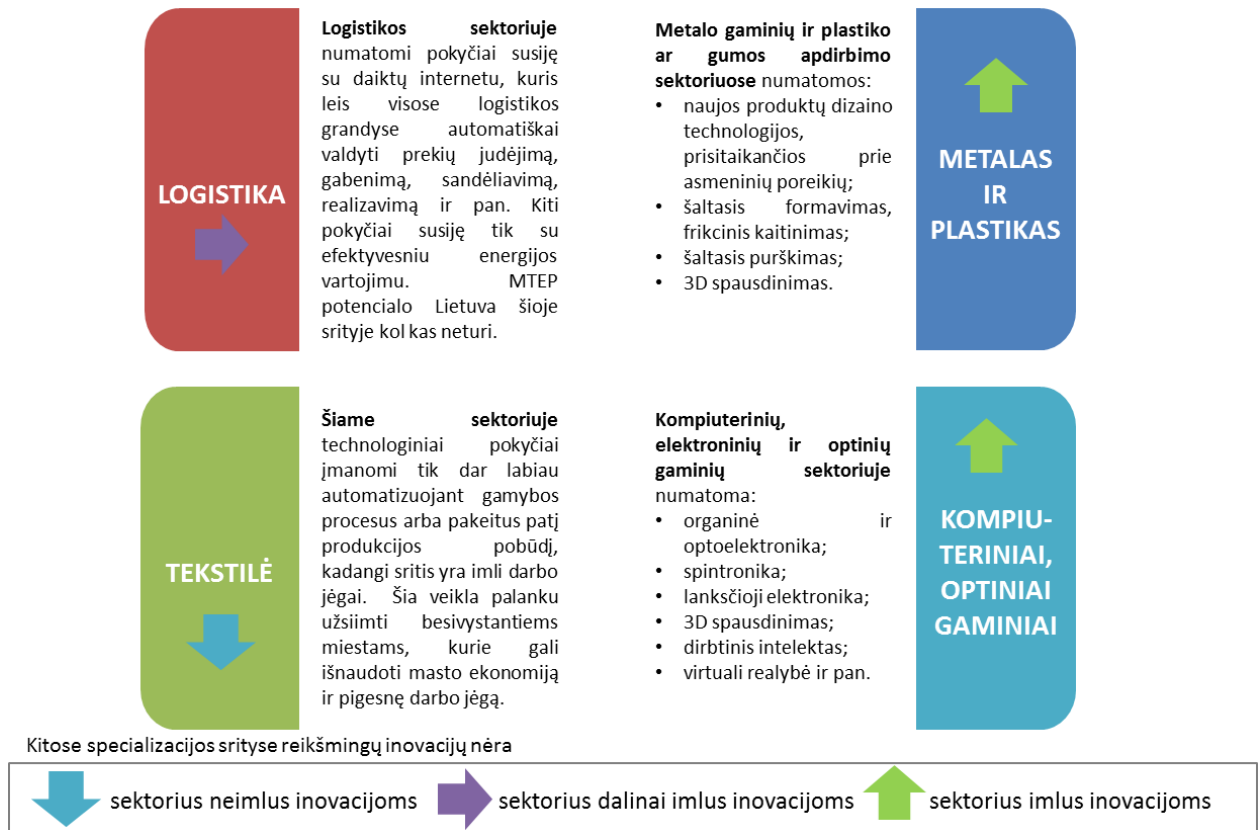 LOGISTIKA
Logistikos sektoriuje
numatomi pokyčiai susiję
su daiktų internetu, kuris
leis visose logistikos
grandyse automatiškai
valdyti prekių judėjimą,
gabenimą, sandėliavimą,
realizavimą ir pan. Kiti
pokyčiai susiję tik su
efektyvesniu energijos
vartojimu. MTEP
potencialo Lietuva šioje
srityje kol kas neturi.
Metalo gaminių ir plastiko
ar gumos apdirbimo
sektoriuose numatomos:
• naujos produktų dizaino
technologijos,
prisitaikančios prie
asmeninių poreikių;
• šaltasis formavimas,
frikcinis kaitinimas;
• šaltasis purškimas;
• 3D spausdinimas.
METALAS
IR
PLASTIKAS
TEKSTILĖ
Šiame sektoriuje
technologiniai pokyčiai
įmanomi tik dar labiau
automatizuojant gamybos
procesus arba pakeitus patį
produkcijos pobūdį,
kadangi sritis yra imli darbo
jėgai. Šia veikla palanku
užsiimti besivystantiems
miestams, kurie gali
išnaudoti masto ekonomiją
ir pigesnę darbo jėgą.
Kompiuterinių,
elektroninių ir optinių
gaminių sektoriuje
numatoma:
• organinė ir
optoelektronika;
• spintronika;
• lanksčioji elektronika;
• 3D spausdinimas;
• dirbtinis intelektas;
• virtuali realybė ir pan.
KOMPIU-
TERINIAI,
OPTINIAI
GAMINIAI
Kitose specializacijos srityse reikšmingų inovacijų nėra
sektorius neimlus inovacijoms
sektorius dalinai imlus inovacijoms
sektorius imlus inovacijoms